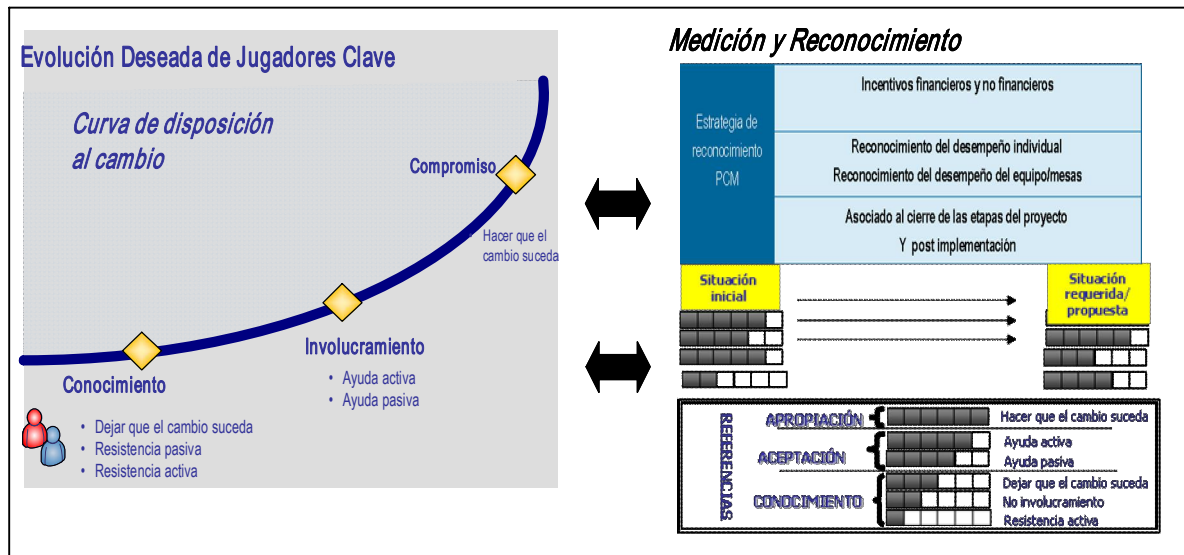 Evolución Deseada de Jugadores Clave
Curva de disposición
al cambio
Compromiso
Hacer que el
cambio suceda
Involucramiento
• Ayuda activa
• Ayuda pasiva
Conocimiento
• Dejar que el cambio suceda
• Resistencia pasiva
• Resistencia activa
Medición y Reconocimiento
Estrategia de
reconocimiento
PCM
Incentivos financieros y no financieros
Reconocimiento del desempeño individual
Reconocimiento del desempeño del equipo/mesas
Asociado al cierre de las etapas del proyecto
Y post implementación
Situación
inicial
Situación
requerida/
propuesta
REFERENCIAS
APROPIACIÓN
Hacer que el cambio suceda
ACEPTACIÓN
Ayuda activa
Ayuda pasiva
CONOCIMIENTO
Dejar que el cambio suceda
No involucramiento
Resistencia activa